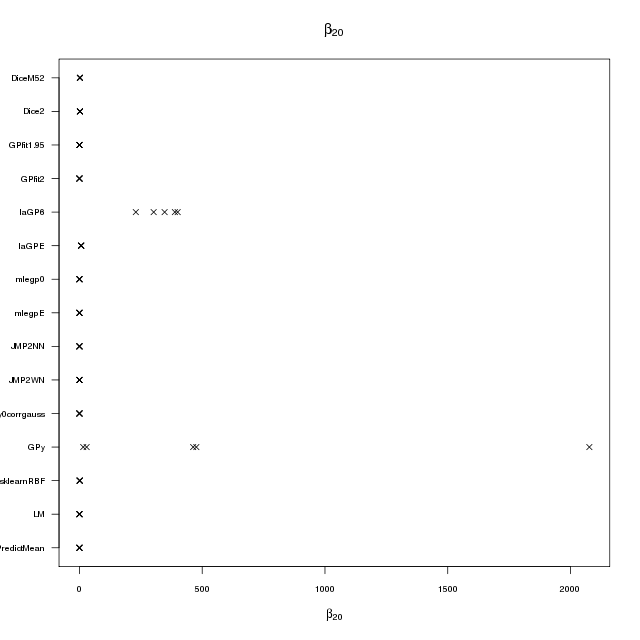 β20
DiceM52
Dice2
GPfit1.95
GPfit2
laGP6
laGPE
mlegp0
mlegpE
JMP2NN
JMP2WN
0corrgauss
GPy
sklearnRBF
LM
PredictMean
0 500 1000 1500 2000
β20